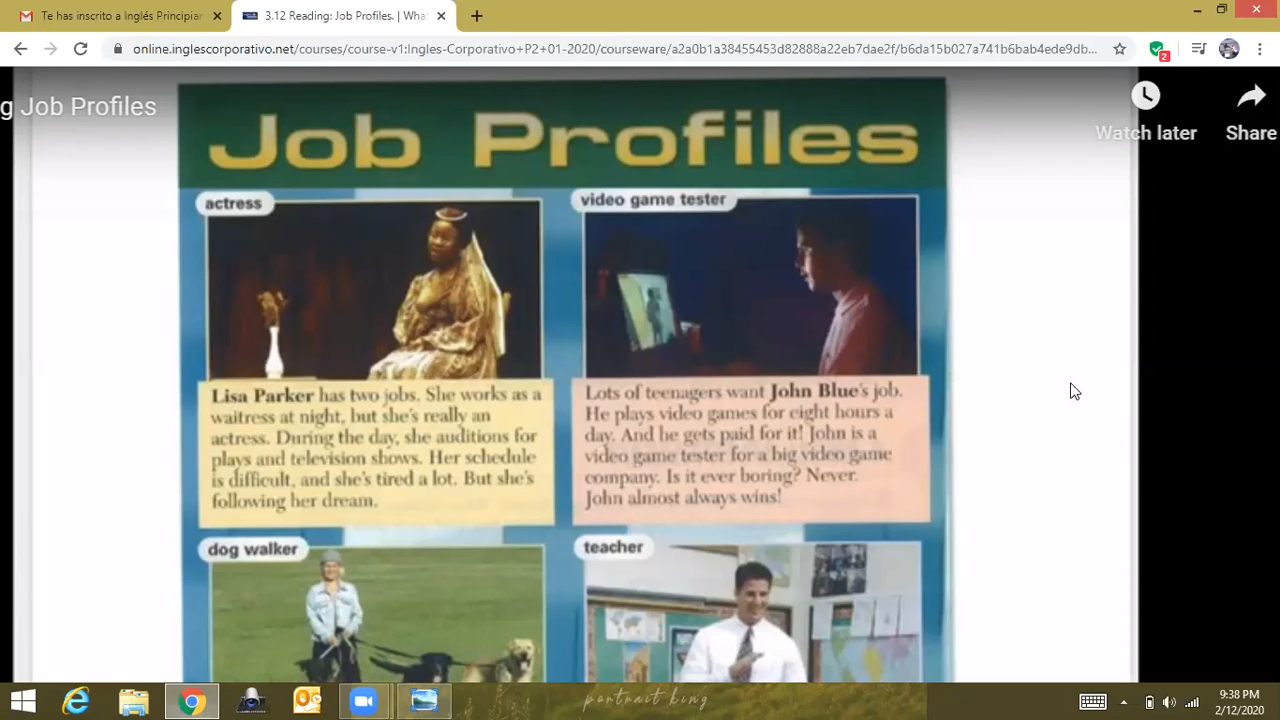 Te has inscrito a Inglés Principiar
3.12 Reading: Job Profiles. | Wha
online.inglescorporativo.net/courses/course-v1:Ingles-Corporativo+P2+01-2020/courseware/a2a0b1a38455453d82888a22eb7dae2f/b6da15b027a741b6bab4ede9db...
2
g Job Profiles
Watch later
Share
Job Profiles
actress
Lisa Parker has two jobs. She works as a
waitress at night, but she's really an
actress. During the day, she auditions for
plays and television shows. Her schedule
is difficult, and she's tired a lot. But she's
following her dream.
video game tester
Lots of teenagers want John Blue's job.
He plays video games for eight hours a
day. And he gets paid for it! John is a
video game tester for a big video game
company. Is it ever boring? Never.
John almost always wins!
dog walker
teacher
portrait king
9:38 PM
2/12/2020